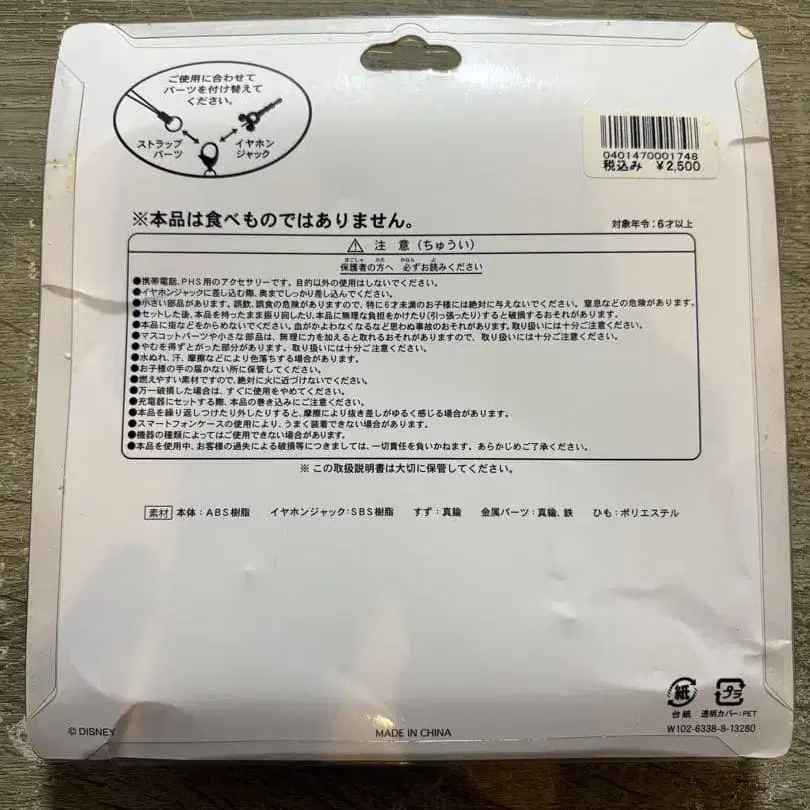 ご使用に合わせて
パーツを付け替えて
ください。
ストラップ
パーツ
イヤホン
ジャック
0401470001748
税込み ¥2,500
※本品は食べものではありません。
対象年令：6才以上
⚠ 注 意（ちゅうい）
ほごしゃ かた かなら よ
保護者の方へ 必ずお読みください
●携帯電話、PHS用のアクセサリーです。目的以外の使用はしないでください。
●イヤホンジャックに差し込む際、奥までしっかり差し込んでください。
●小さい部品があります。誤飲、誤食の危険がありますので、特に6才未満のお子様には絶対に与えないでください。窒息などの危険があります。
●セットした後、本品を持ったまま振り回したり、本品に無理な負担をかけたり（引っ張ったり）すると破損するおそれがあります。
●本品に指などをからめないでください。血がかよわなくなるなど思わぬ事故のおそれがあります。取り扱いには十分ご注意ください。
●マスコットパーツや小さな部品は、無理に力を加えると取れるおそれがありますので、取り扱いには十分ご注意ください。
●やむを得ずとがった部分があります。取り扱いには十分ご注意ください。
●水ぬれ、汗、摩擦などにより色落ちする場合があります。
●お子様の手の届かない所に保管してください。
●燃えやすい素材ですので、絶対に火に近づけないでください。
●万一破損した場合は、すぐに使用をやめてください。
●充電器にセットする際、本品の巻き込みにご注意ください。
●本品を繰り返しつけたり外したりすると、摩擦により抜き差しがゆるく感じる場合があります。
●スマートフォンケースの使用により、うまく装着できない場合があります。
●機器の種類によってはご使用できない場合があります。
●本品を使用中、お客様の過失による破損等につきましては、一切責任を負いかねます。あらかじめご了承ください。
※ この取扱説明書は大切に保管してください。
素材 本体：ABS樹脂 イヤホンジャック：SBS樹脂 すず：真鍮 金属パーツ：真鍮、鉄 ひも：ポリエステル
紙 プラ
台紙 透明カバー：PET
© DISNEY
MADE IN CHINA
W102-6338-8-13280